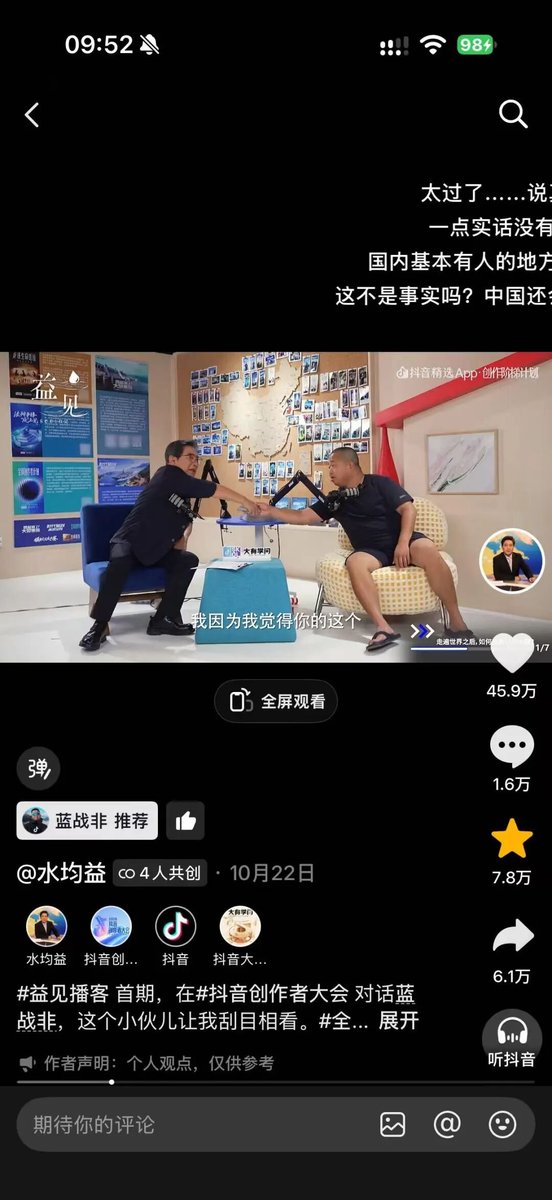 09:52
98
太过了……说
一点实话没有
国内基本有人的地方
这不是事实吗？中国还
益见
抖音精选App·创作阶梯计划
大有学问
我因为我觉得你的这个
走遍世界之后，如何
1/7
45.9万
全屏观看
1.6万
弹
蓝战非 推荐
7.8万
@水均益 4人共创 · 10月22日
水均益 抖音创... 抖音 抖音大...
6.1万
#益见播客 首期，在#抖音创作者大会 对话蓝
战非，这个小伙儿让我刮目相看。#全... 展开
听抖音
作者声明：个人观点，仅供参考
期待你的评论